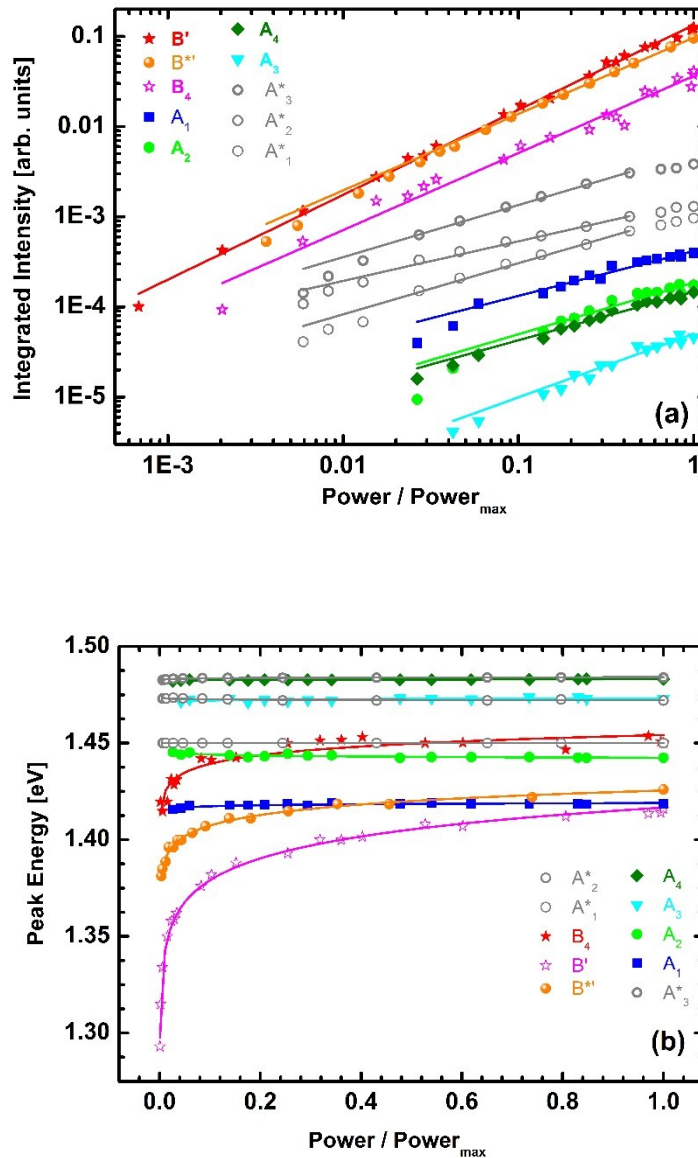 0.1
0.01
1E-3
1E-4
1E-5
Integrated Intensity [arb. units]
B'
B*'
B₄
A₁
A₂
A₄
A₃
A*₃
A*₂
A*₁
(a)
1E-3 0.01 0.1 1
Power / Power_max
1.50
1.45
1.40
1.35
1.30
Peak Energy [eV]
A*₂
A*₁
B₄
B'
B*'
A₄
A₃
A₂
A₁
A*₃
(b)
0.0 0.2 0.4 0.6 0.8 1.0
Power / Power_max